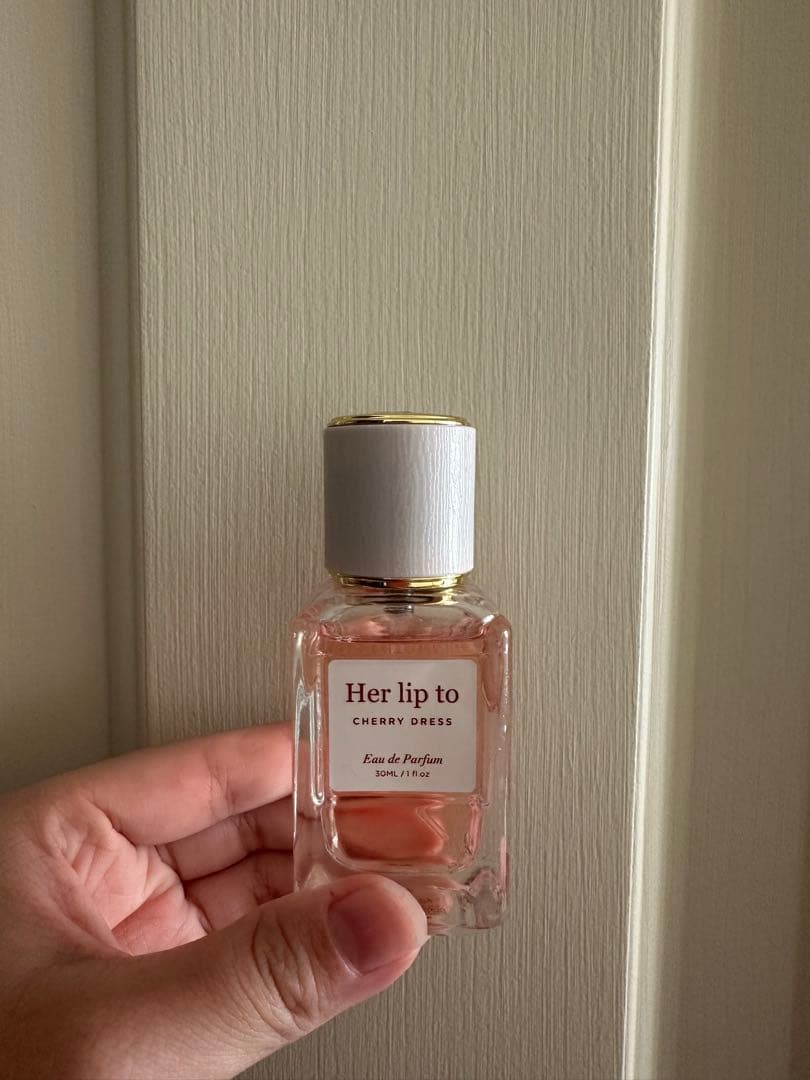 Her lip to
CHERRY DRESS
Eau de Parfum
30ML / 1 fl.oz